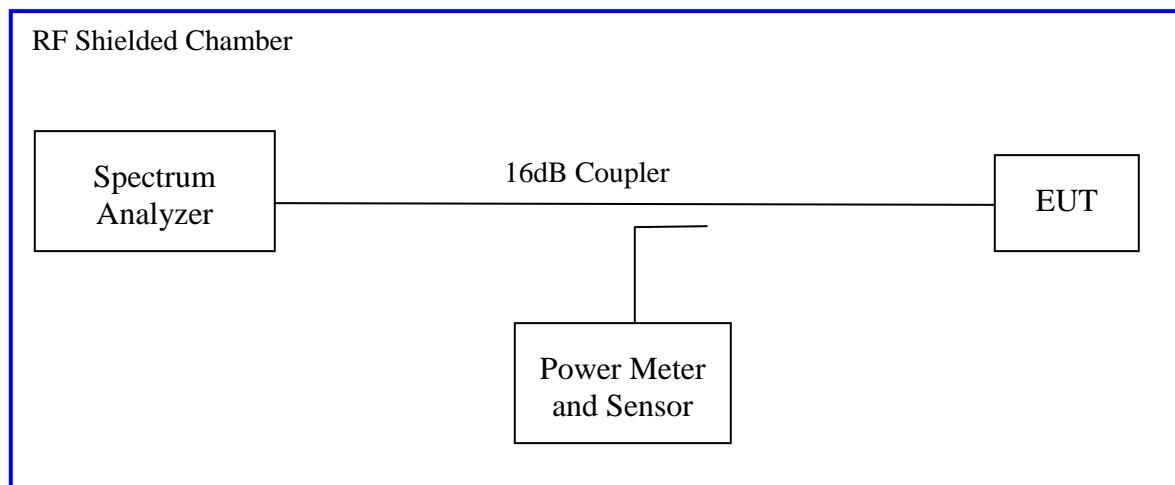 RF Shielded Chamber
16dB Coupler
Spectrum
Analyzer
EUT
Power Meter
and Sensor